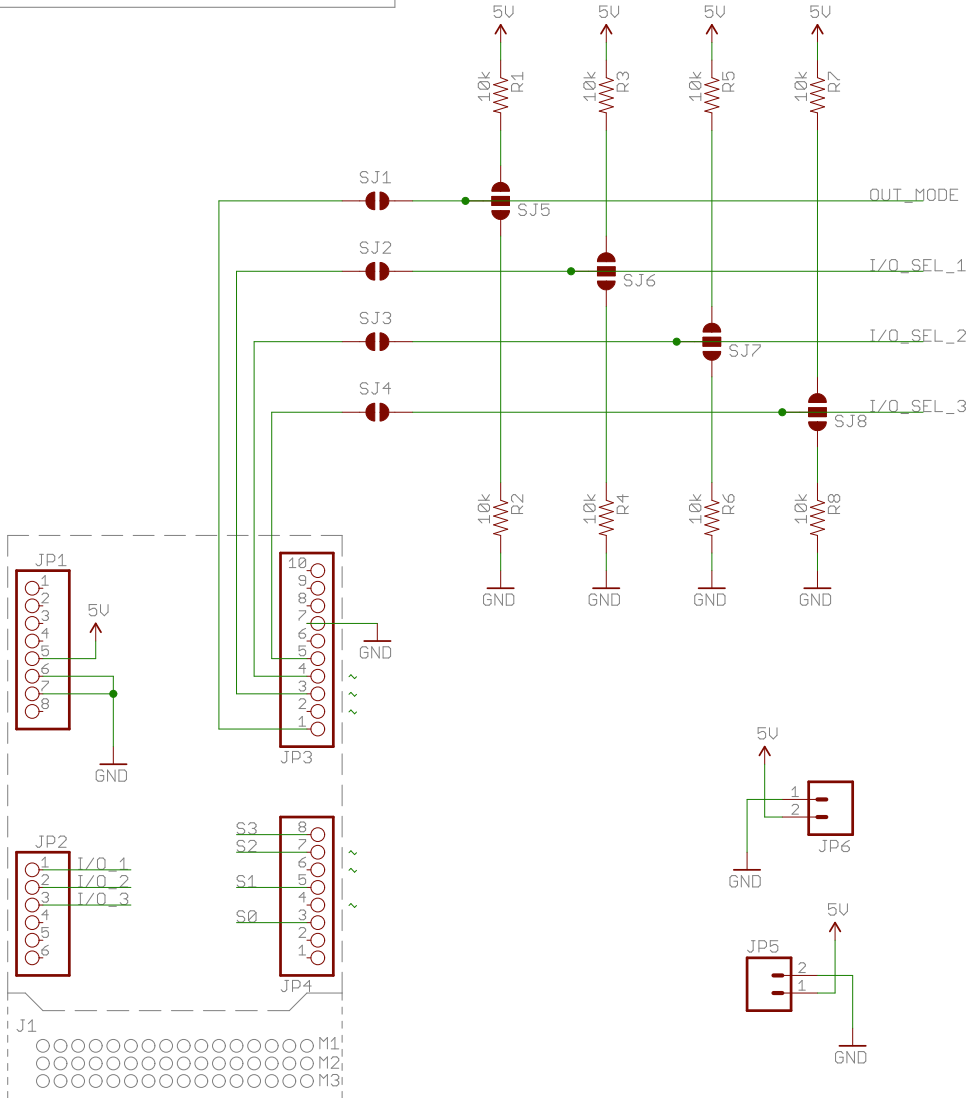 5V 5V 5V 5V
10k R1 10k R3 10k R5 10k R7
SJ1
OUT_MODE
SJ5
SJ2
I/O_SEL_1
SJ6
SJ3
I/O_SEL_2
SJ7
SJ4
I/O_SEL_3
SJ8
10k R2 10k R4 10k R6 10k R8
GND GND GND GND
JP1
1
2
3
4
5
6
7
8
5V
GND
10
9
8
7
6
5
4 ~
3 ~
2 ~
1
JP3
GND
5V
1
2
JP6
GND
JP2
1 I/O_1
2 I/O_2
3 I/O_3
4
5
6
S3 8
S2 7 ~
6 ~
S1 5
4 ~
S0 3
2
1
JP4
5V
JP5
2
1
GND
J1
M1
M2
M3